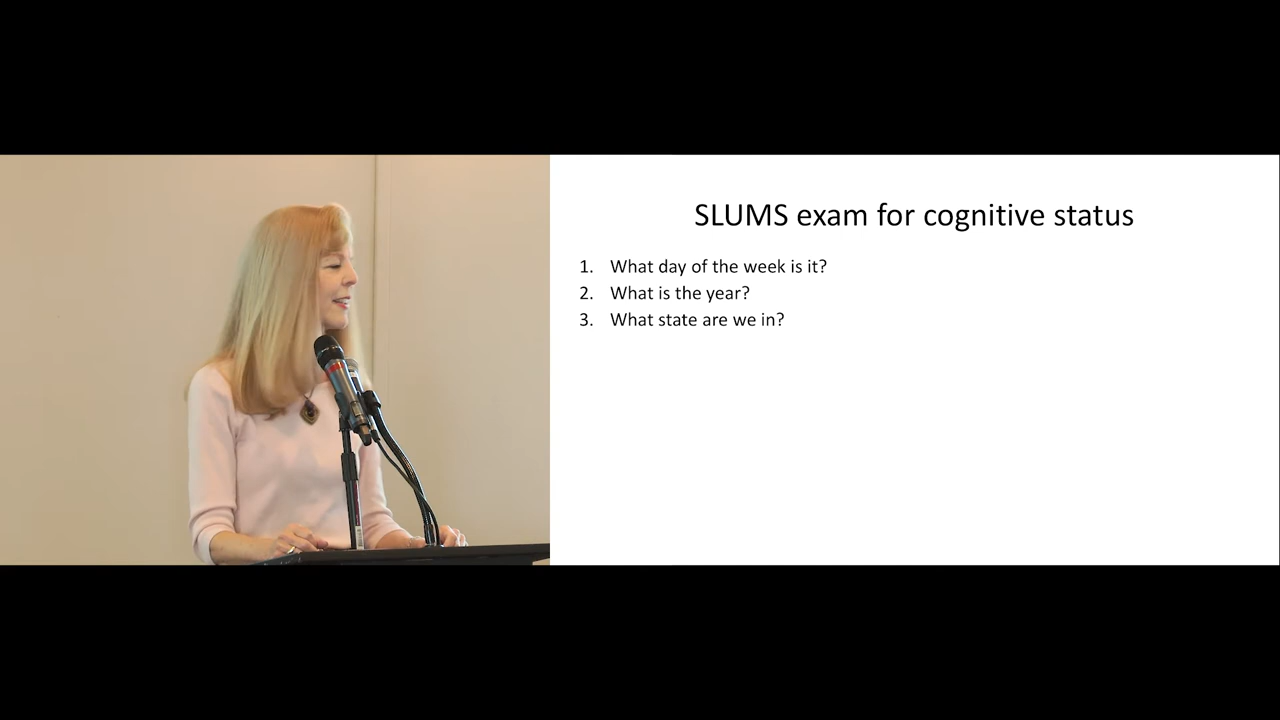 SLUMS exam for cognitive status
1. What day of the week is it?
2. What is the year?
3. What state are we in?